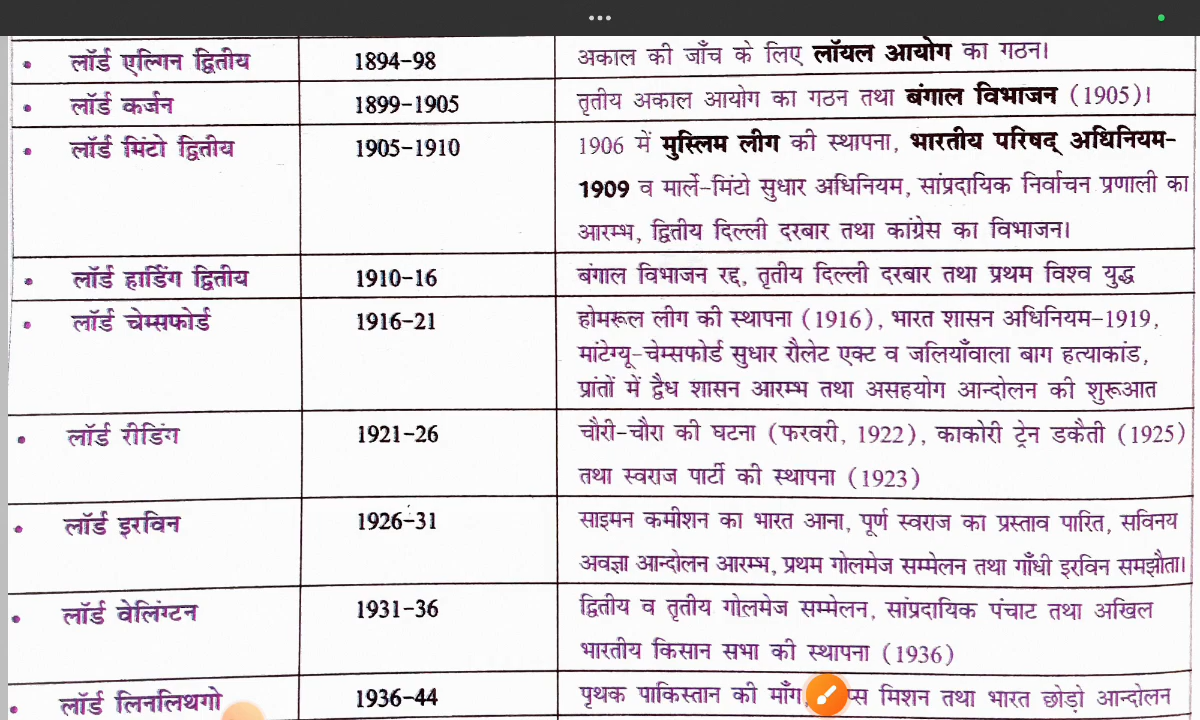 लॉर्ड एल्गिन द्वितीय 1894-98 अकाल की जाँच के लिए लॉयल आयोग का गठन।
लॉर्ड कर्जन 1899-1905 तृतीय अकाल आयोग का गठन तथा बंगाल विभाजन (1905)।
लॉर्ड मिंटो द्वितीय 1905-1910 1906 में मुस्लिम लीग की स्थापना, भारतीय परिषद् अधिनियम-
1909 व मार्ले-मिंटो सुधार अधिनियम, सांप्रदायिक निर्वाचन प्रणाली का
आरम्भ, द्वितीय दिल्ली दरबार तथा कांग्रेस का विभाजन।
लॉर्ड हार्डिंग द्वितीय 1910-16 बंगाल विभाजन रद्द, तृतीय दिल्ली दरबार तथा प्रथम विश्व युद्ध
लॉर्ड चेम्सफोर्ड 1916-21 होमरूल लीग की स्थापना (1916), भारत शासन अधिनियम-1919,
मांटेग्यू-चेम्सफोर्ड सुधार रौलेट एक्ट व जलियाँवाला बाग हत्याकांड,
प्रांतों में द्वैध शासन आरम्भ तथा असहयोग आन्दोलन की शुरूआत
लॉर्ड रीडिंग 1921-26 चौरी-चौरा की घटना (फरवरी, 1922), काकोरी ट्रेन डकैती (1925)
तथा स्वराज पार्टी की स्थापना (1923)
लॉर्ड इरविन 1926-31 साइमन कमीशन का भारत आना, पूर्ण स्वराज का प्रस्ताव पारित, सविनय
अवज्ञा आन्दोलन आरम्भ, प्रथम गोलमेज सम्मेलन तथा गाँधी इरविन समझौता।
लॉर्ड वेलिंग्टन 1931-36 द्वितीय व तृतीय गोलमेज सम्मेलन, सांप्रदायिक पंचाट तथा अखिल
भारतीय किसान सभा की स्थापना (1936)
लॉर्ड लिनलिथगो 1936-44 पृथक पाकिस्तान की माँग, मिशन तथा भारत छोड़ो आन्दोलन